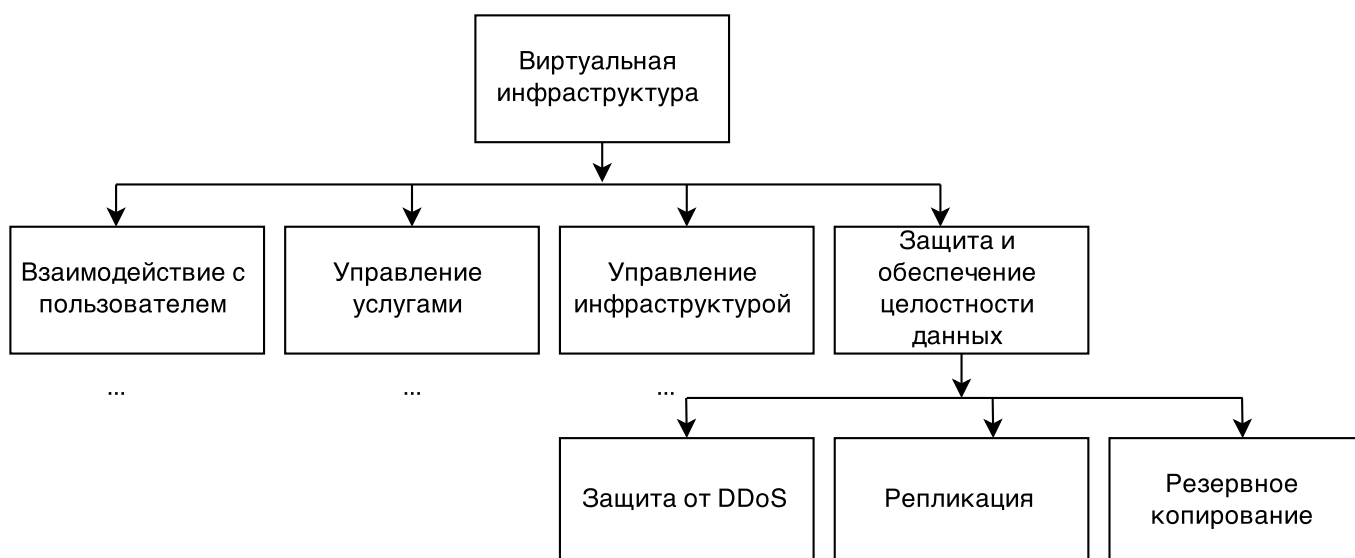 Виртуальная
инфраструктура
Взаимодействие с
пользователем
Управление
услугами
Управление
инфраструктурой
Защита и
обеспечение
целостности
данных
...
...
...
Защита от DDoS
Репликация
Резервное
копирование